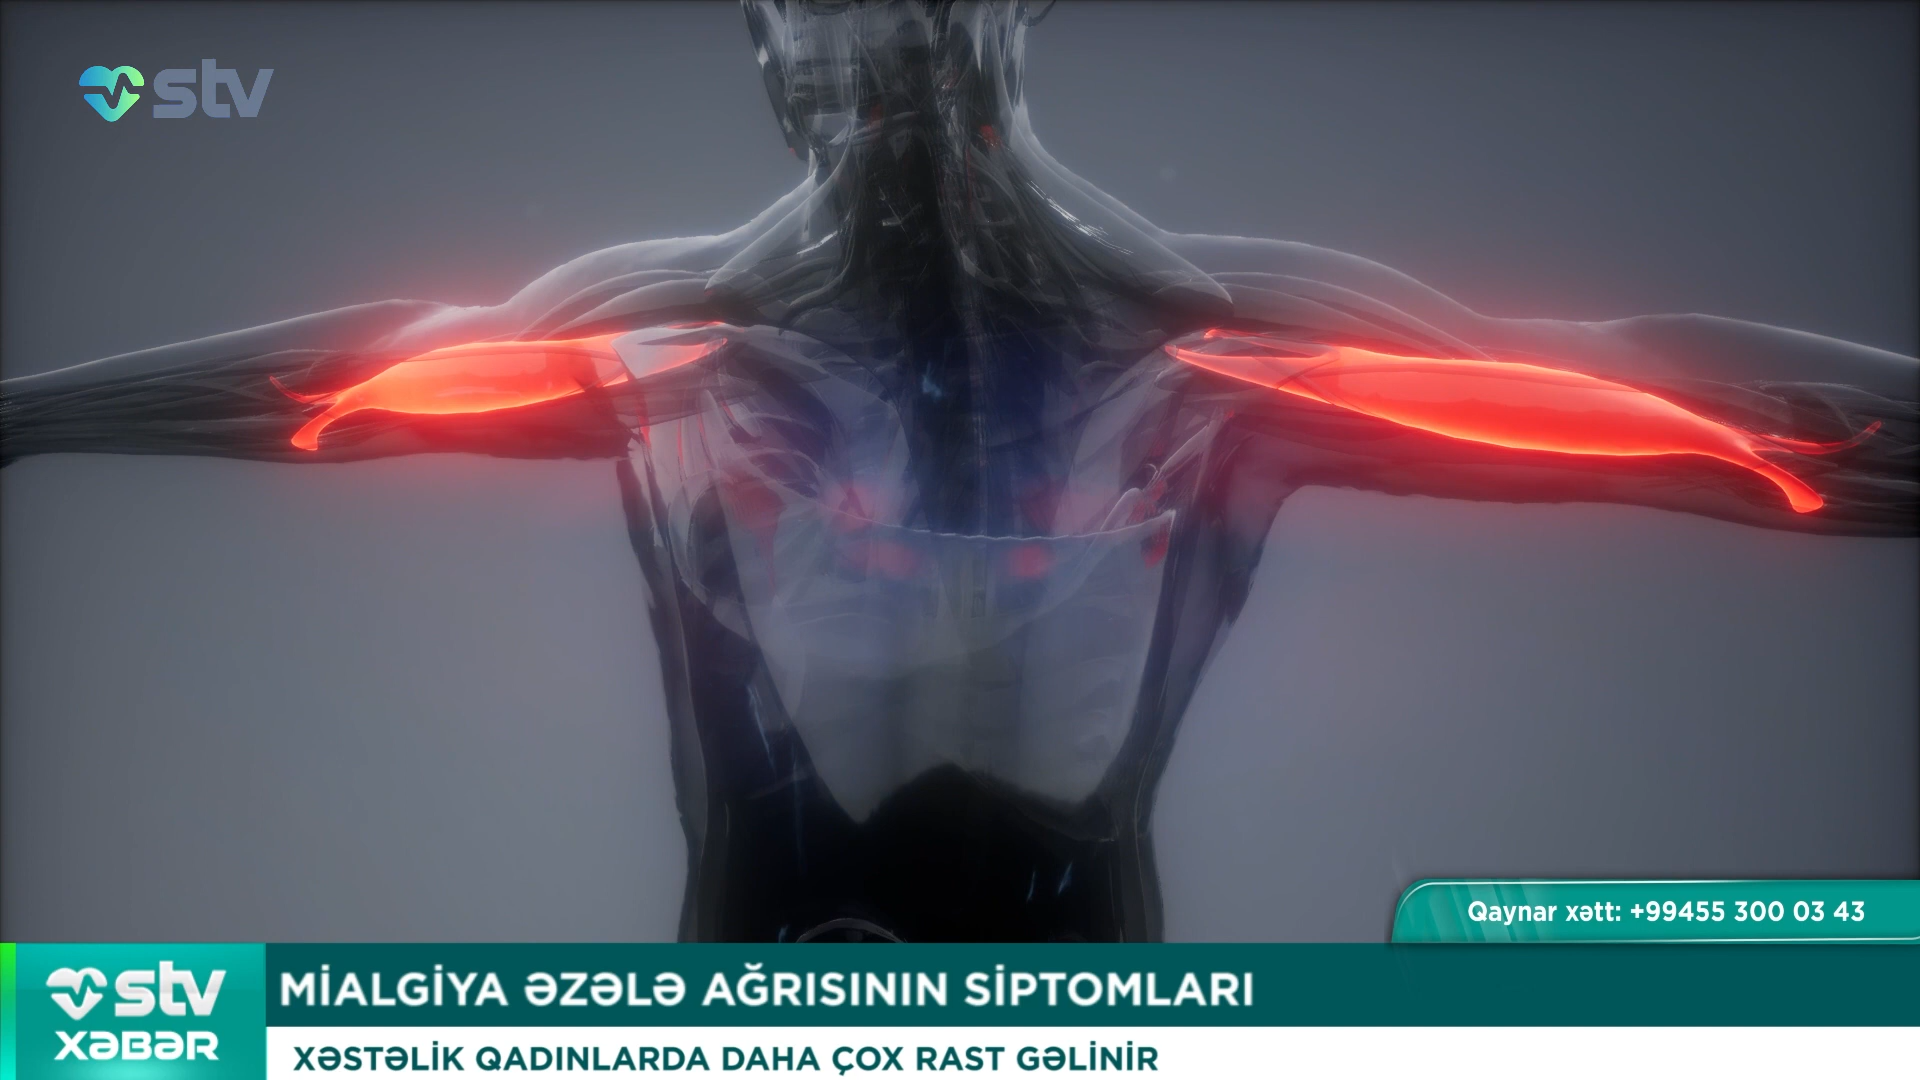 stv
Qaynar xətt: +99455 300 03 43
stv
XƏBƏR
MİALGİYA ƏZƏLƏ AĞRISININ SİPTOMLARI
XƏSTƏLİK QADINLARDA DAHA ÇOX RAST GƏLİNİR